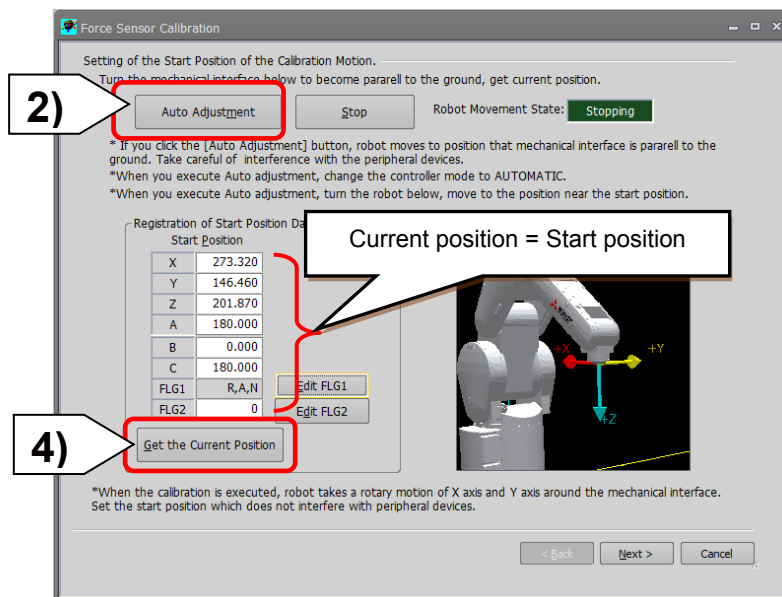 Force Sensor Calibration
Setting of the Start Position of the Calibration Motion.
Turn the mechanical interface below to become pararell to the ground, get current position.
2)
Auto Adjustment
Stop
Robot Movement State:
Stopping
* If you click the [Auto Adjustment] button, robot moves to position that mechanical interface is pararell to the
ground. Take careful of interference with the peripheral devices.
*When you execute Auto adjustment, change the controller mode to AUTOMATIC.
*When you execute Auto adjustment, turn the robot below, move to the position near the start position.
Registration of Start Position Da
Start Position
Current position = Start position
X 273.320
Y 146.460
Z 201.870
A 180.000
B 0.000
C 180.000
FLG1 R,A,N Edit FLG1
FLG2 0 Edit FLG2
+X
+Y
+Z
4)
Get the Current Position
*When the calibration is executed, robot takes a rotary motion of X axis and Y axis around the mechanical interface.
Set the start position which does not interfere with peripheral devices.
< Back
Next >
Cancel